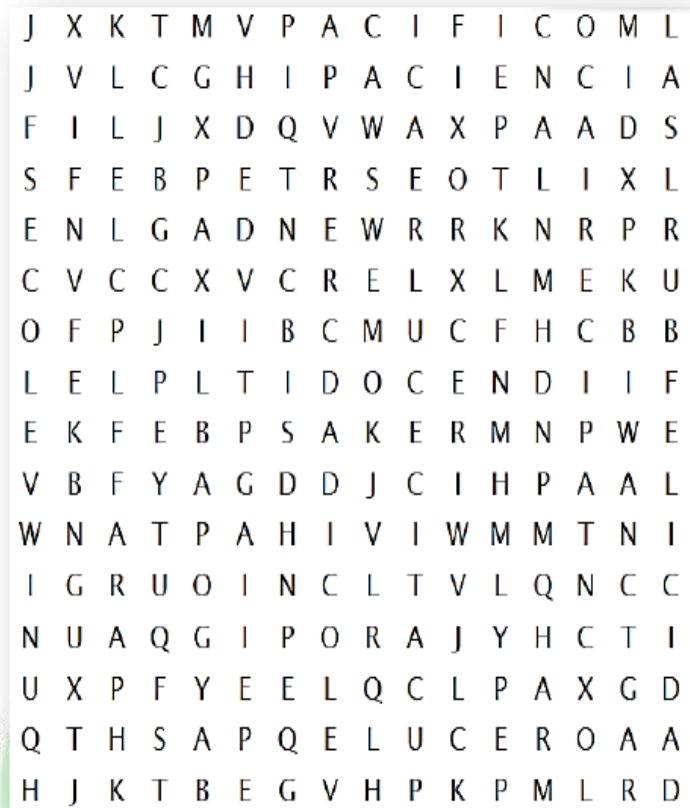 J X K T M V P A C I F I C O M L
J V L C G H I P A C I E N C I A
F I L J X D Q V W A X P A A D S
S F E B P E T R S E O T L I X L
E N L G A D N E W R R K N R P R
C V C C X V C R E L X L M E K U
O F P J I I B C M U C F H C B B
L E L P L T I D O C E N D I I F
E K F E B P S A K E R M N P W E
V B F Y A G D D J C I H P A A L
W N A T P A H I V I W M M T N I
I G R U O I N C L T V L Q N C C
N U A Q G I P O R A J Y H C T I
U X P F Y E E L Q C L P A X G D
Q T H S A P Q E L U C E R O A A
H J K T B E G V H P K P M L R D